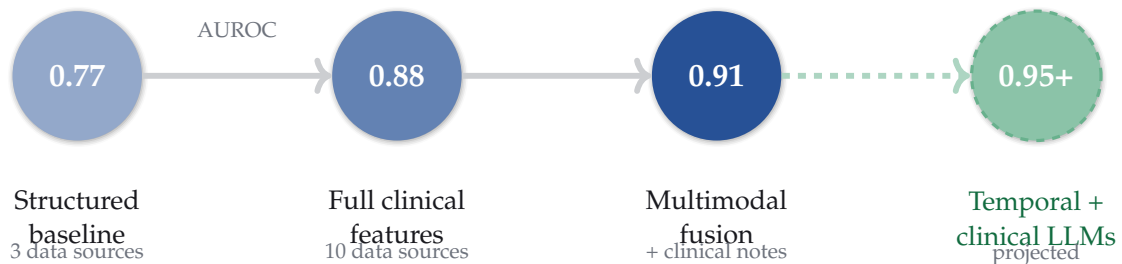 AUROC
0.77
0.88
0.91
0.95+
Structured
baseline
3 data sources
Full clinical
features
10 data sources
Multimodal
fusion
+ clinical notes
Temporal +
clinical LLMs
projected